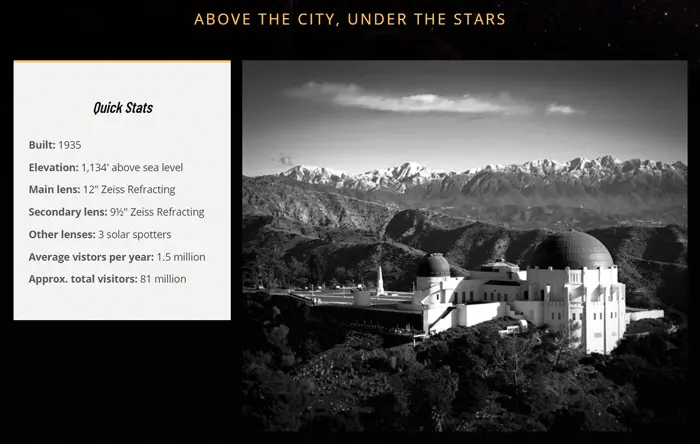 ABOVE THE CITY, UNDER THE STARS
Quick Stats
Built: 1935
Elevation: 1,134' above sea level
Main lens: 12" Zeiss Refracting
Secondary lens: 9½" Zeiss Refracting
Other lenses: 3 solar spotters
Average vistors per year: 1.5 million
Approx. total visitors: 81 million